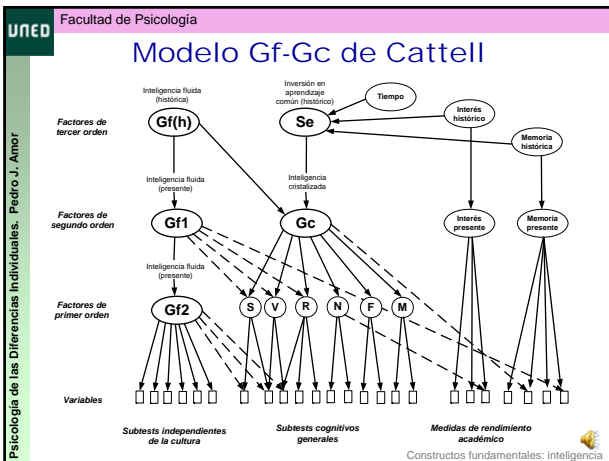 UNED
Facultad de Psicología
Psicología de las Diferencias Individuales. Pedro J. Amor
Modelo Gf-Gc de Cattell
Inteligencia fluida
(histórica)
Inversión en
aprendizaje
común (histórico)
Tiempo
Interés
histórico
Memoria
histórica
Factores de
tercer orden
Gf(h)
Se
Inteligencia fluida
(presente)
Inteligencia
cristalizada
Factores de
segundo orden
Gf1
Gc
Interés
presente
Memoria
presente
Inteligencia fluida
(presente)
Factores de
primer orden
Gf2
S V R N F M
Variables
Subtests independientes
de la cultura
Subtests cognitivos
generales
Medidas de rendimiento
académico
Constructos fundamentales: inteligencia